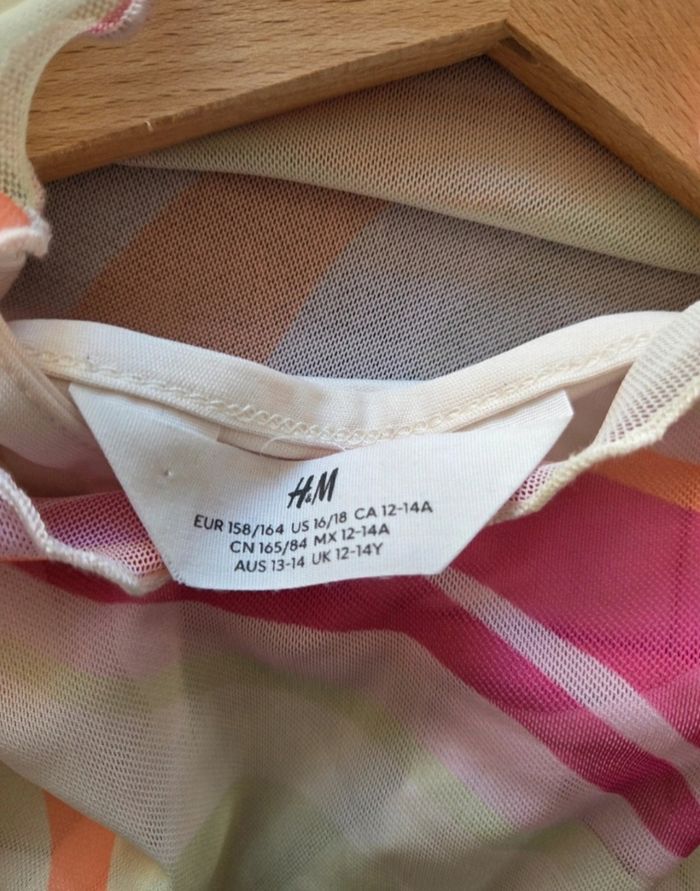 H&M
EUR 158/164 US 16/18 CA 12-14A
CN 165/84 MX 12-14A
AUS 13-14 UK 12-14Y